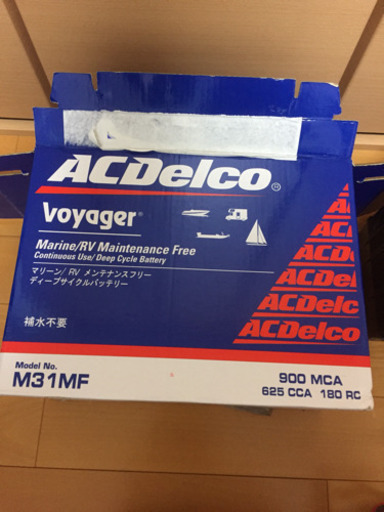 ACDelco®
Voyager®
Marine/RV Maintenance Free
Continuous Use/Deep Cycle Battery
マリーン/ RV メンテナンスフリー
ディープサイクルバッテリー
補水不要
ACDelco
ACDelco
ACDelco
ACDelco
ACDelco
Model No.
M31MF
900 MCA
625 CCA 180 RC